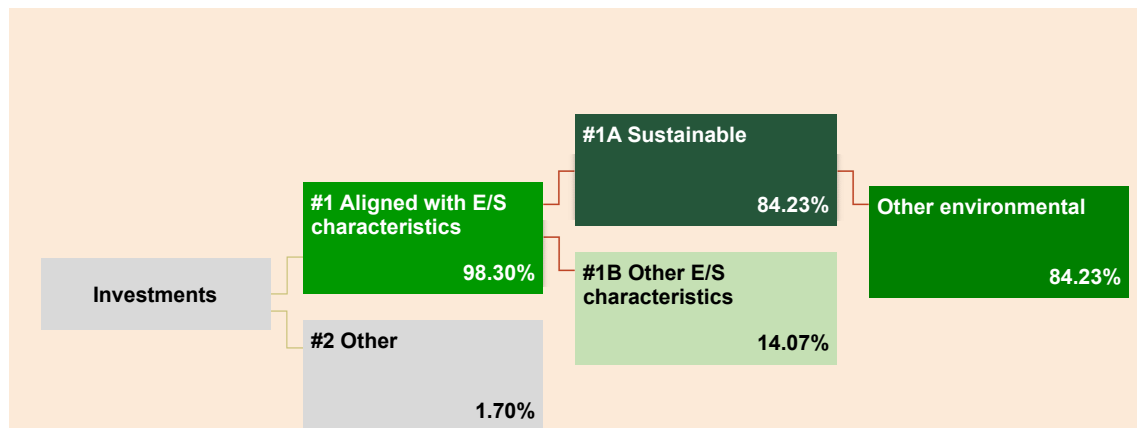 Investments
#1 Aligned with E/S
characteristics
98.30%
#2 Other
1.70%
#1A Sustainable
84.23%
#1B Other E/S
characteristics
14.07%
Other environmental
84.23%